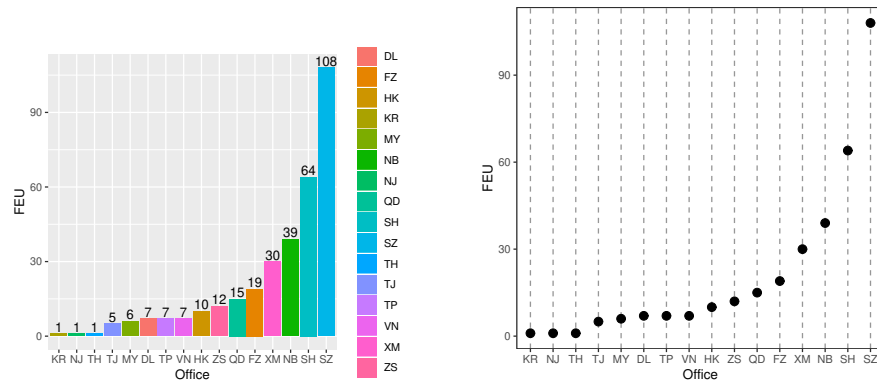 FEU
90
60
30
0
108
64
39
30
19
15
12
10
7 7 7
6
5
1 1 1
KR NJ TH TJ MY DL TP VN HK ZS QD FZ XM NB SH SZ
Office
DL
FZ
HK
KR
MY
NB
NJ
QD
SH
SZ
TH
TJ
TP
VN
XM
ZS
FEU
90
60
30
0
KR NJ TH TJ MY DL TP VN HK ZS QD FZ XM NB SH SZ
Office